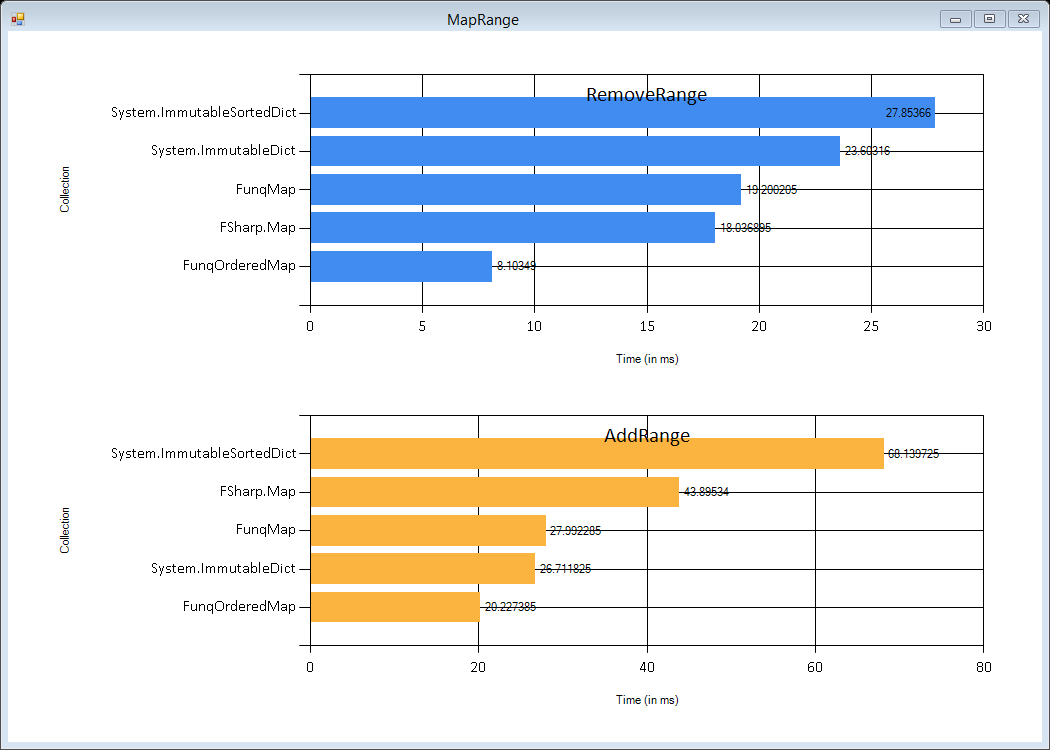 MapRange
RemoveRange
System.ImmutableSortedDict 27.85366
System.ImmutableDict 23.60316
FunqMap 19.200205
FSharp.Map 18.036895
FunqOrderedMap 8.10349
Collection
0 5 10 15 20 25 30
Time (in ms)
AddRange
System.ImmutableSortedDict 68.139725
FSharp.Map 43.89534
FunqMap 27.992285
System.ImmutableDict 26.711825
FunqOrderedMap 20.227385
Collection
0 20 40 60 80
Time (in ms)